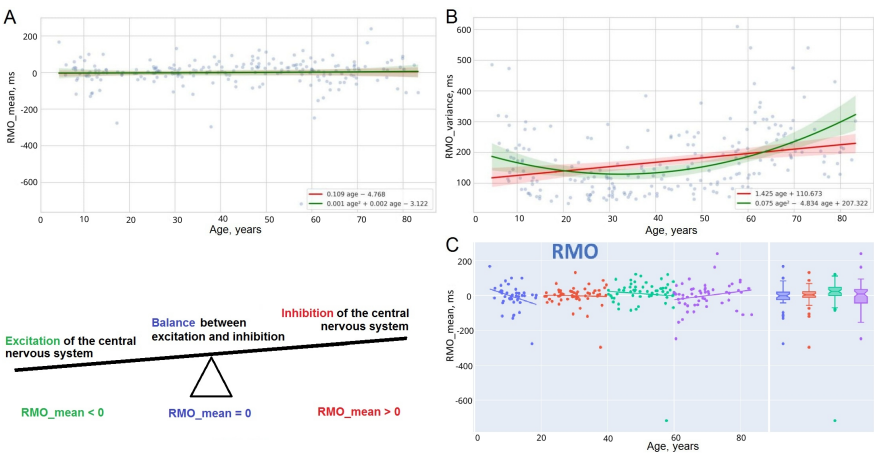 A
RMO_mean, ms
200
0
-200
-400
-600
0 10 20 30 40 50 60 70 80
Age, years
0.109 age − 4.768
0.001 age² + 0.002 age − 3.122
B
RMO_variance, ms
600
500
400
300
200
100
0 10 20 30 40 50 60 70 80
Age, years
1.425 age + 110.673
0.075 age² − 4.834 age + 207.322
Excitation of the central
nervous system
Balance between
excitation and inhibition
Inhibition of the central
nervous system
RMO_mean < 0
RMO_mean = 0
RMO_mean > 0
C
RMO
RMO_mean, ms
200
0
-200
-400
-600
0 20 40 60 80
Age, years